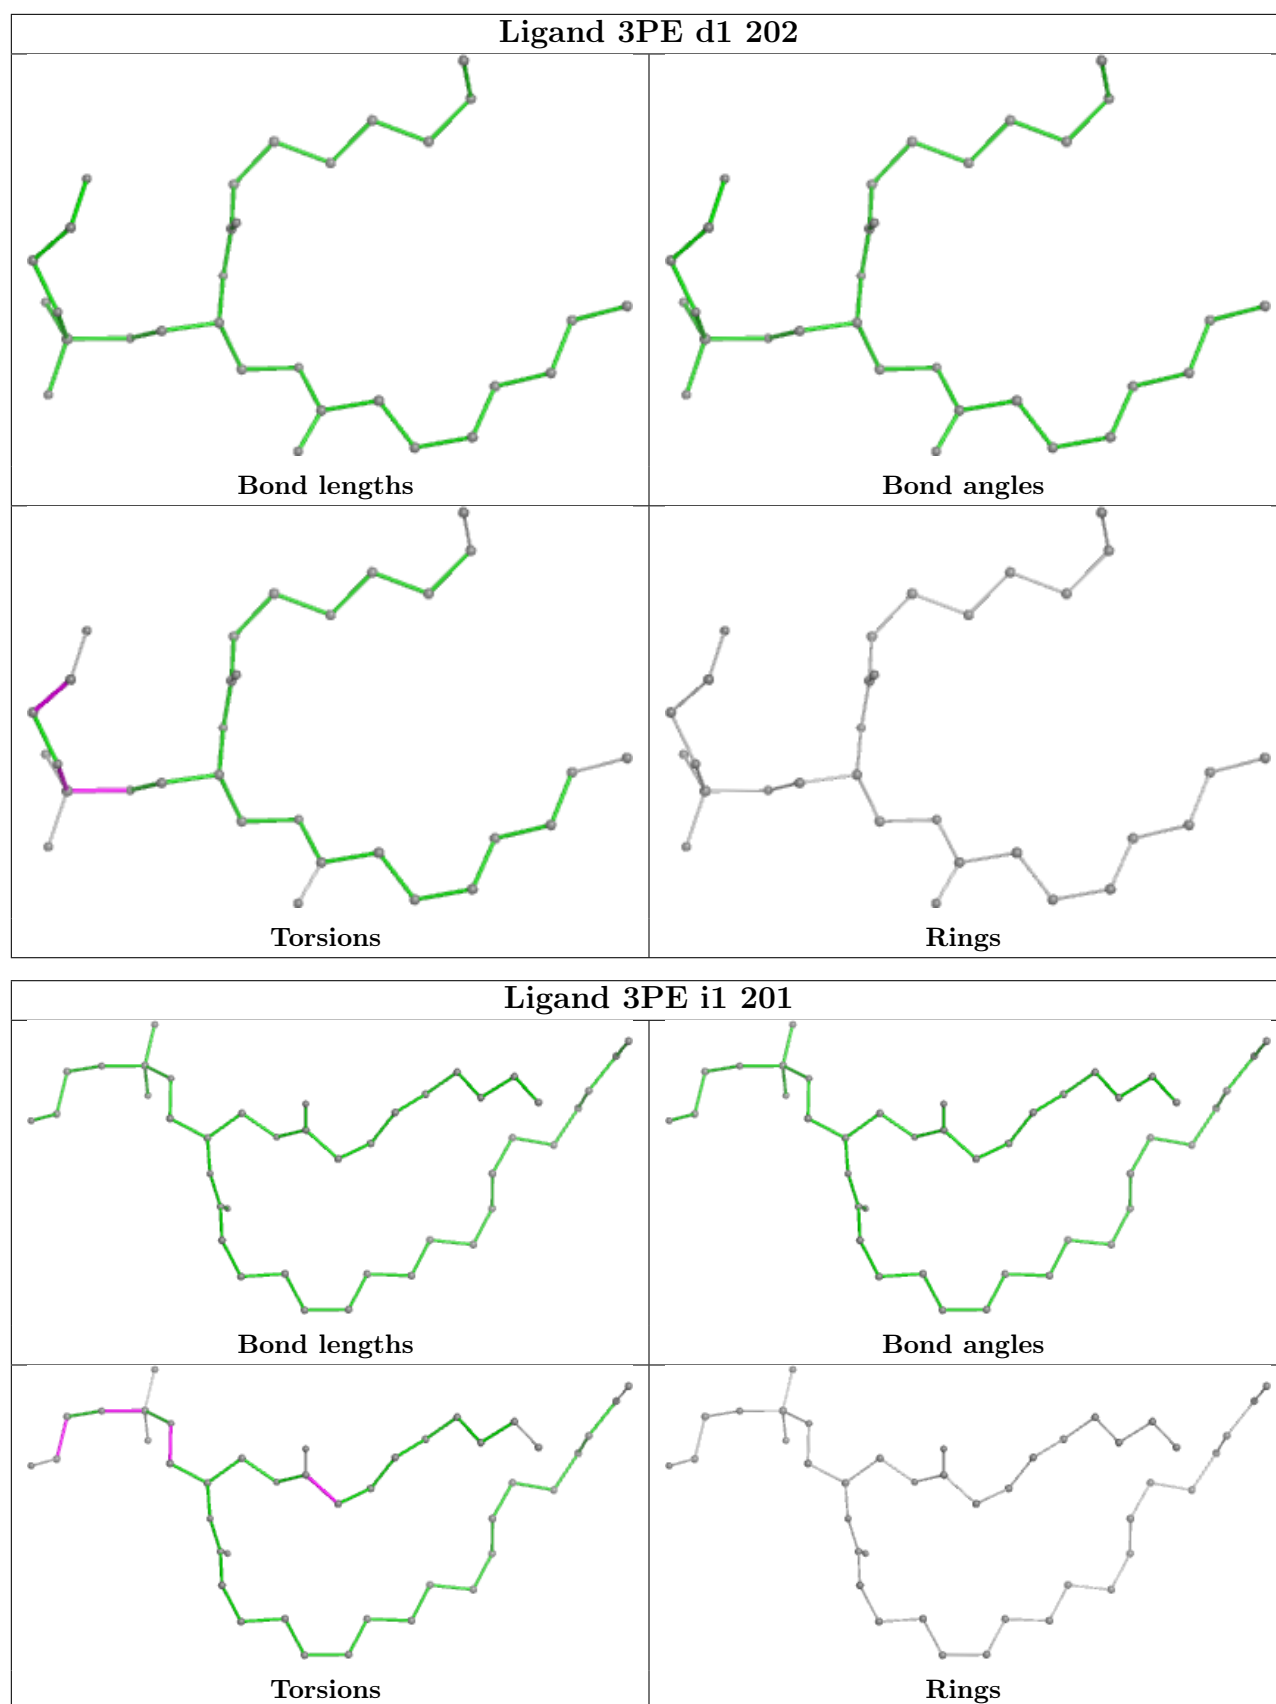 Ligand 3PE d1 202
Bond lengths
Bond angles
Torsions
Rings
Ligand 3PE i1 201
Bond lengths
Bond angles
Torsions
Rings